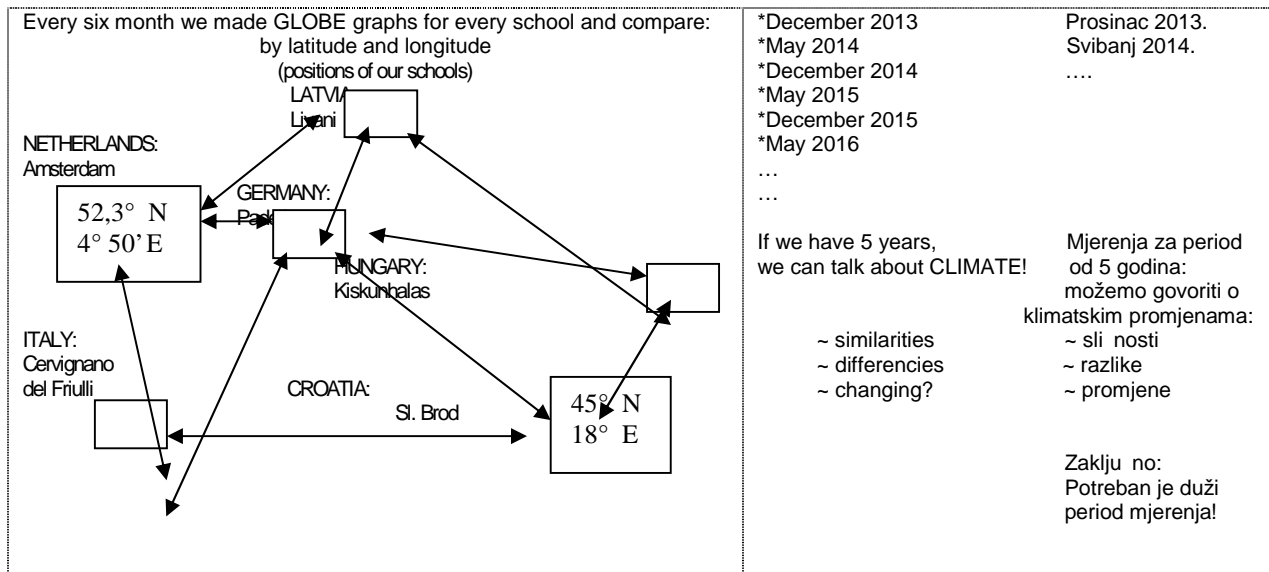 Every six month we made GLOBE graphs for every school and compare:
by latitude and longitude
(positions of our schools)
LATVIA
Livani
NETHERLANDS:
Amsterdam
52,3° N
4° 50' E
GERMANY:
HUNGARY:
Kiskunhalas
ITALY:
Cervignano
del Friulli
CROATIA:
Sl. Brod
45° N
18° E
*December 2013
*May 2014
*December 2014
*May 2015
*December 2015
*May 2016
…
…
If we have 5 years,
we can talk about CLIMATE!
~ similarities
~ differencies
~ changing?
Prosinac 2013.
Svibanj 2014.
….
Mjerenja za period
od 5 godina:
možemo govoriti o
klimatskim promjenama:
~ sli nosti
~ razlike
~ promjene
Zaklju no:
Potreban je duži
period mjerenja!